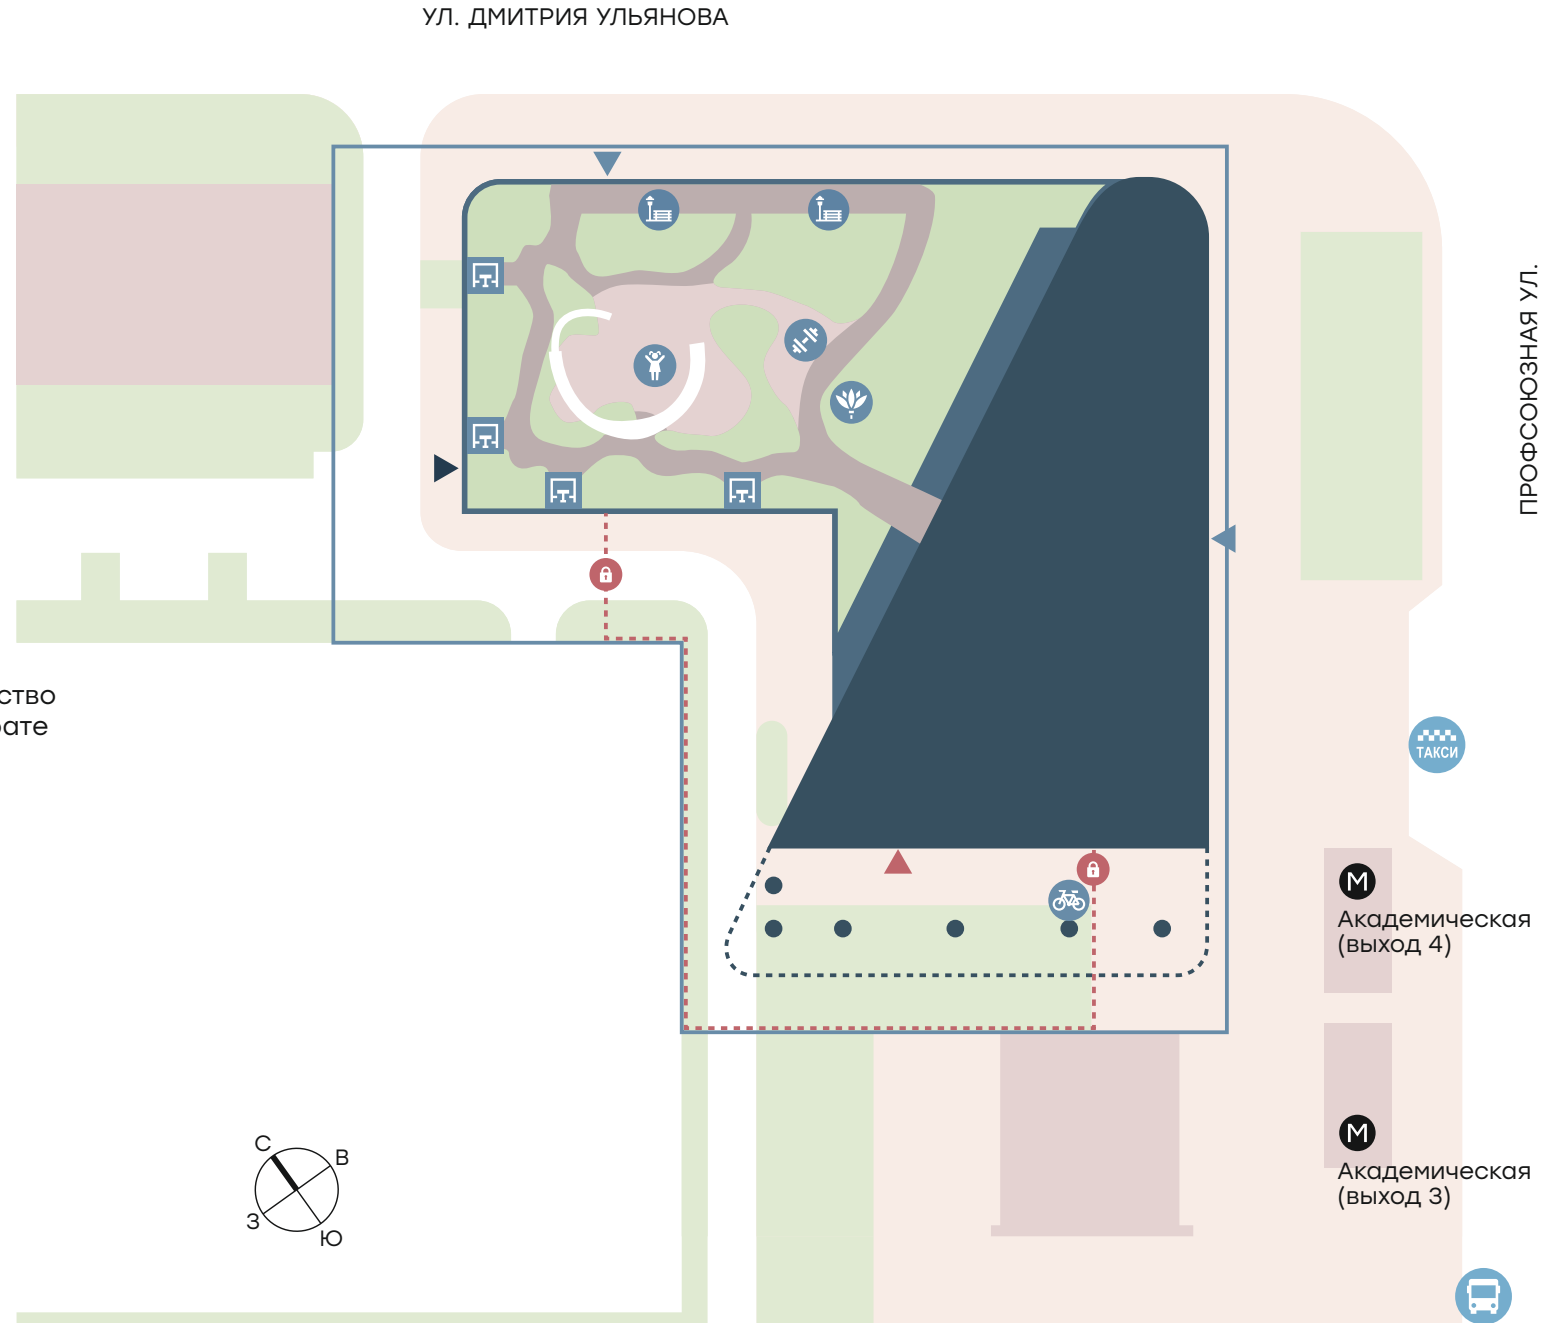 УЛ. ДМИТРИЯ УЛЬЯНОВА
ПРОФСОЮЗНАЯ УЛ.
ство
рате
ТАКСИ
М
Академическая
(выход 4)
М
Академическая
(выход 3)
С
В
З
Ю